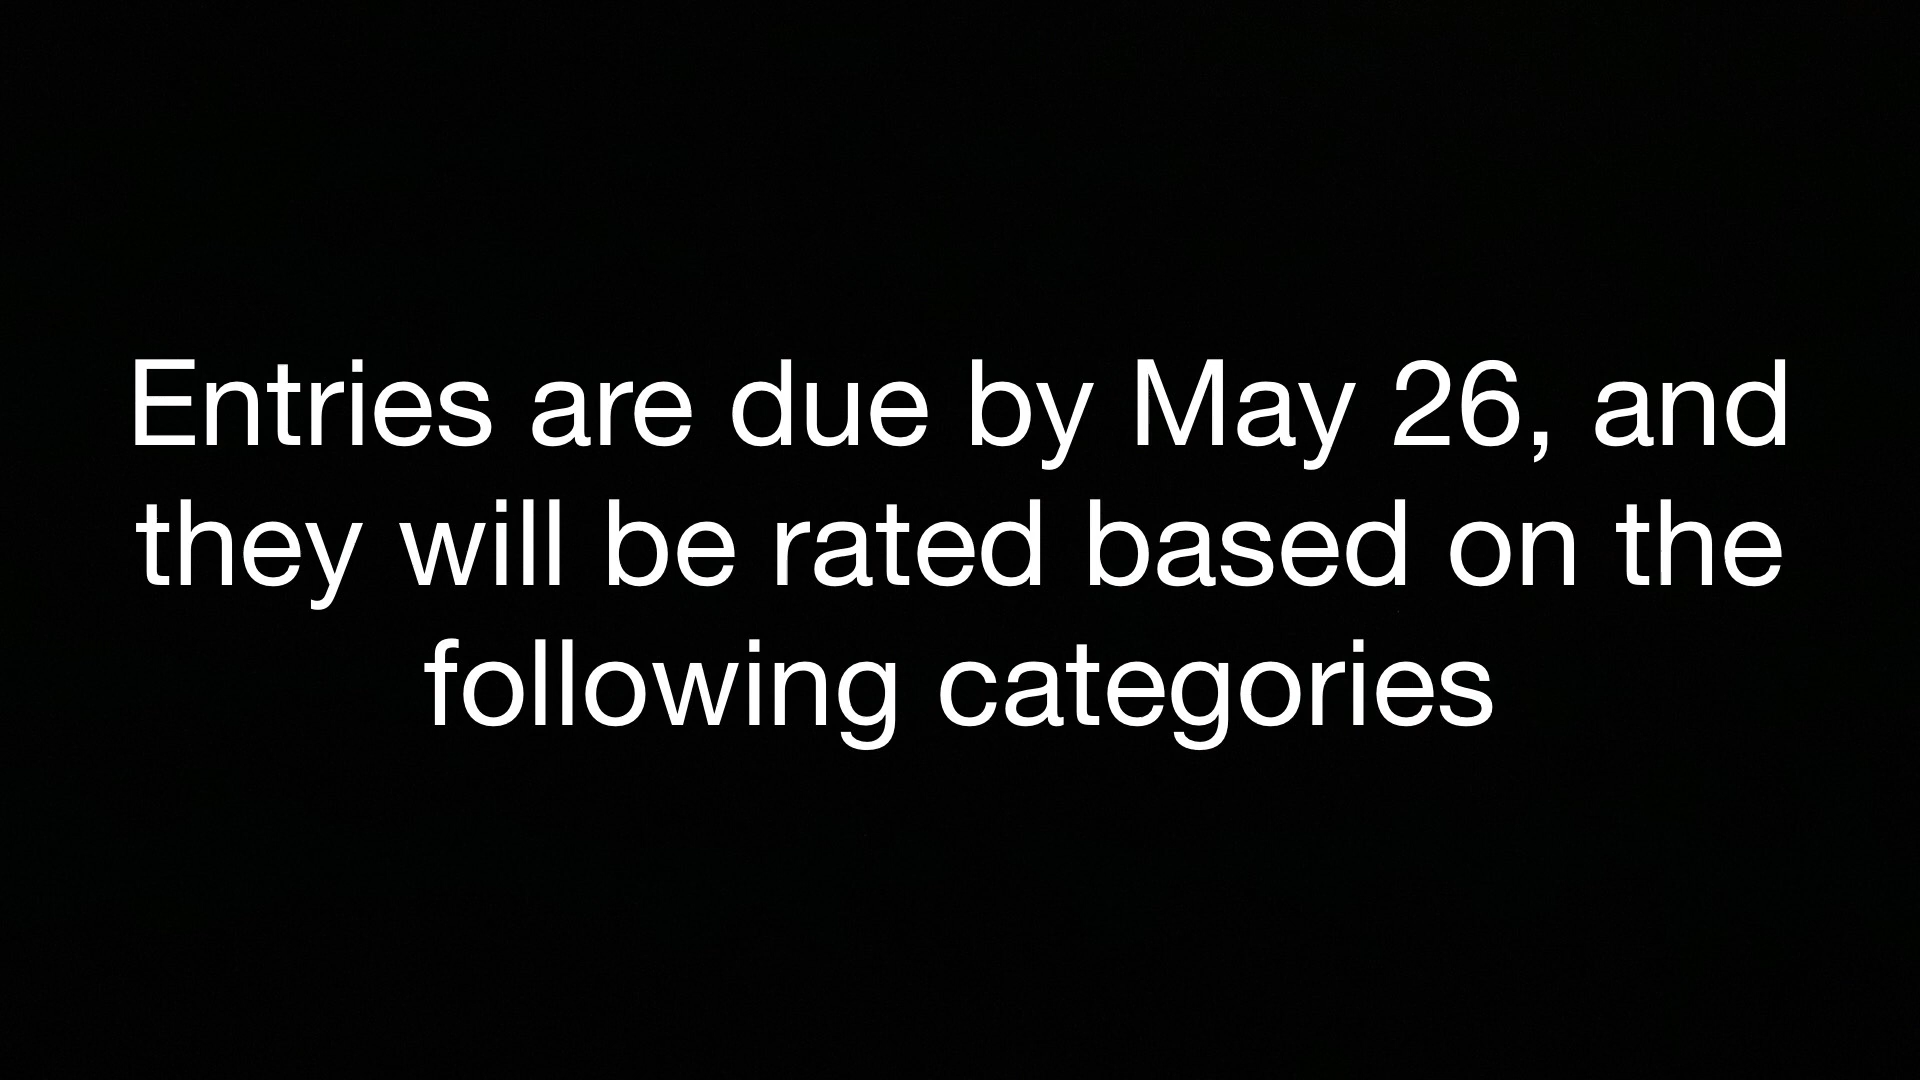 Entries are due by May 26, and
they will be rated based on the
following categories